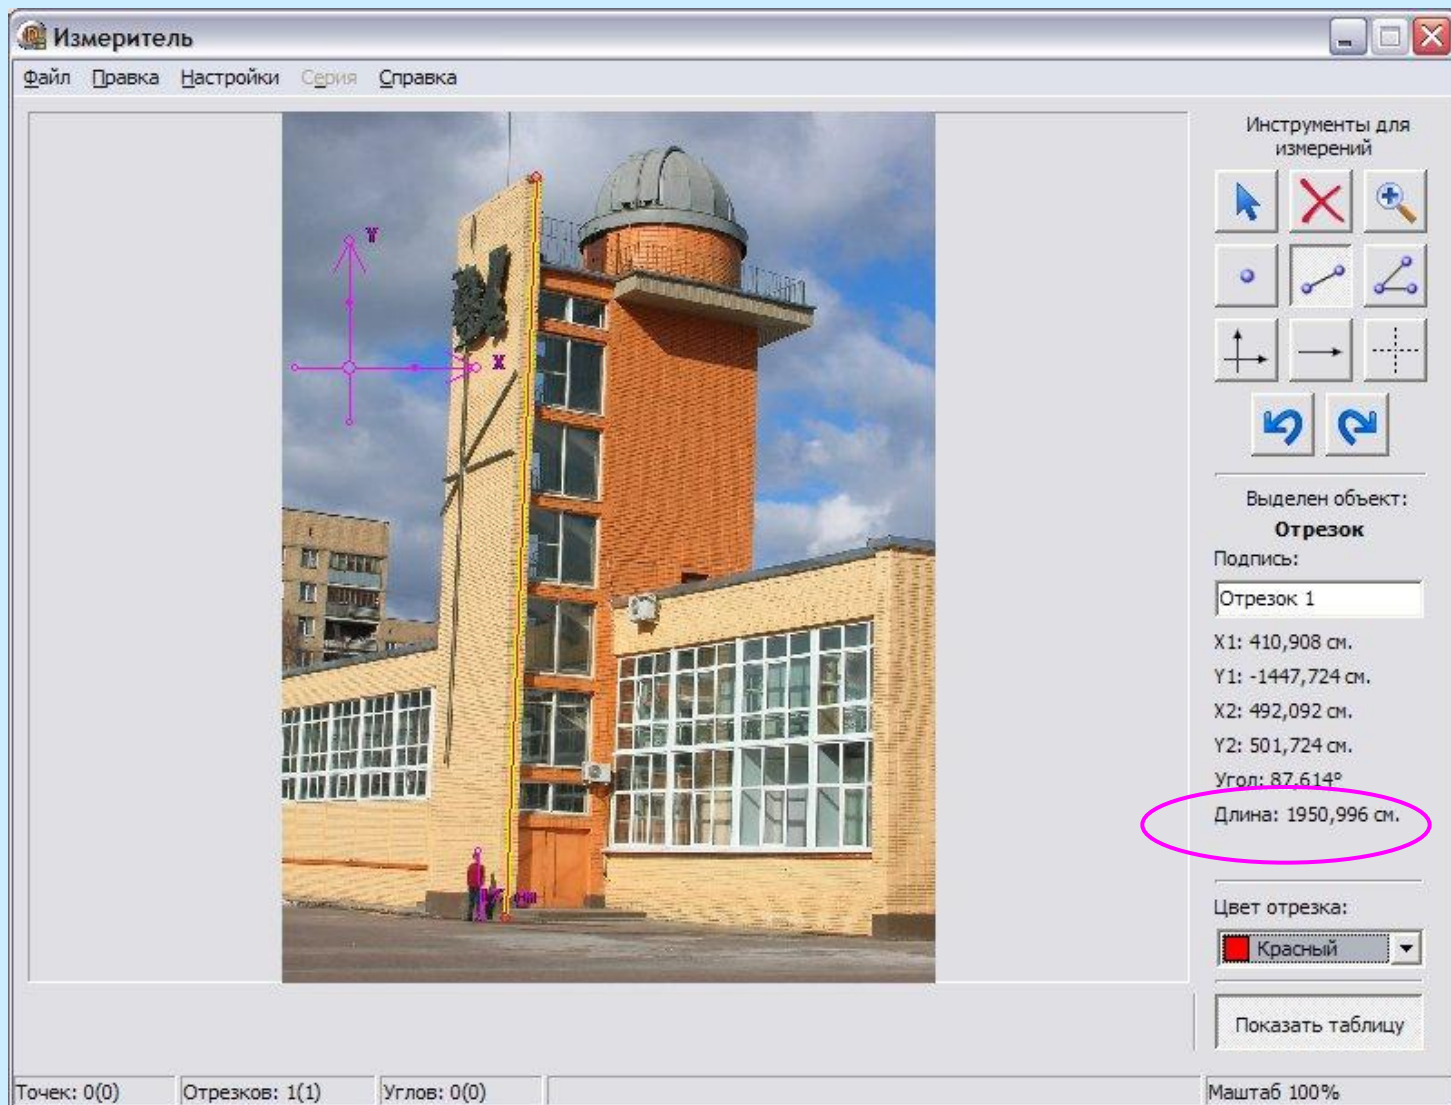 Измеритель
Файл Правка Настройки Серия Справка
Инструменты для
измерений
Y
X
Выделен объект:
Отрезок
Подпись:
Отрезок 1
X1: 410,908 см.
Y1: -1447,724 см.
X2: 492,092 см.
Y2: 501,724 см.
Угол: 87,614°
Длина: 1950,996 см.
Цвет отрезка:
Красный
Показать таблицу
Точек: 0(0) Отрезков: 1(1) Углов: 0(0) Маштаб 100%